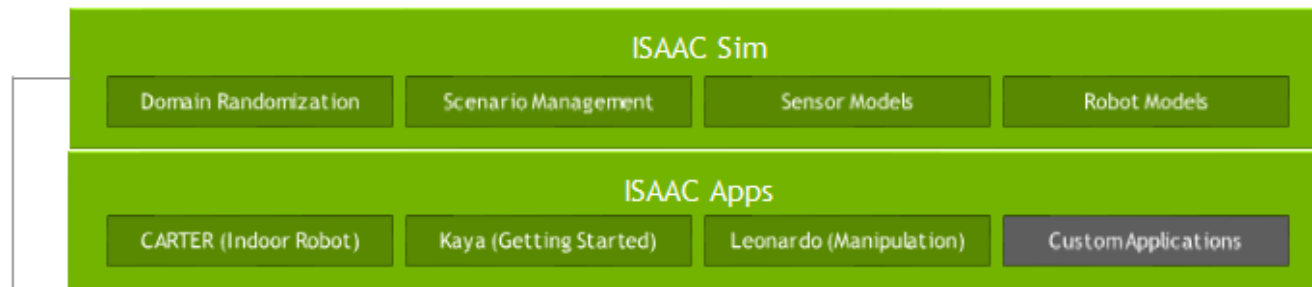 ISAAC Sim
Domain Randomization
Scenario Management
Sensor Models
Robot Models
ISAAC Apps
CARTER (Indoor Robot)
Kaya (Getting Started)
Leonardo (Manipulation)
Custom Applications